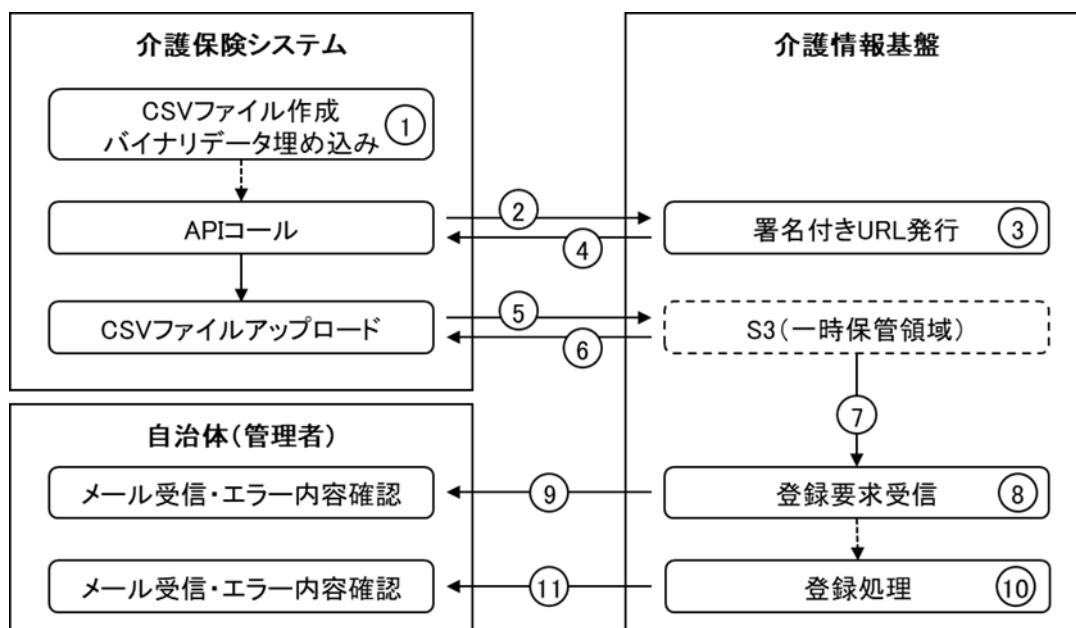 介護保険システム
CSVファイル作成
バイナリデータ埋め込み
①
APIコール
CSVファイルアップロード
②
④
⑤
⑥
介護情報基盤
署名付きURL発行
③
S3(一時保管領域)
⑦
登録要求受信
⑧
登録処理
⑩
自治体(管理者)
メール受信・エラー内容確認
⑨
メール受信・エラー内容確認
⑪